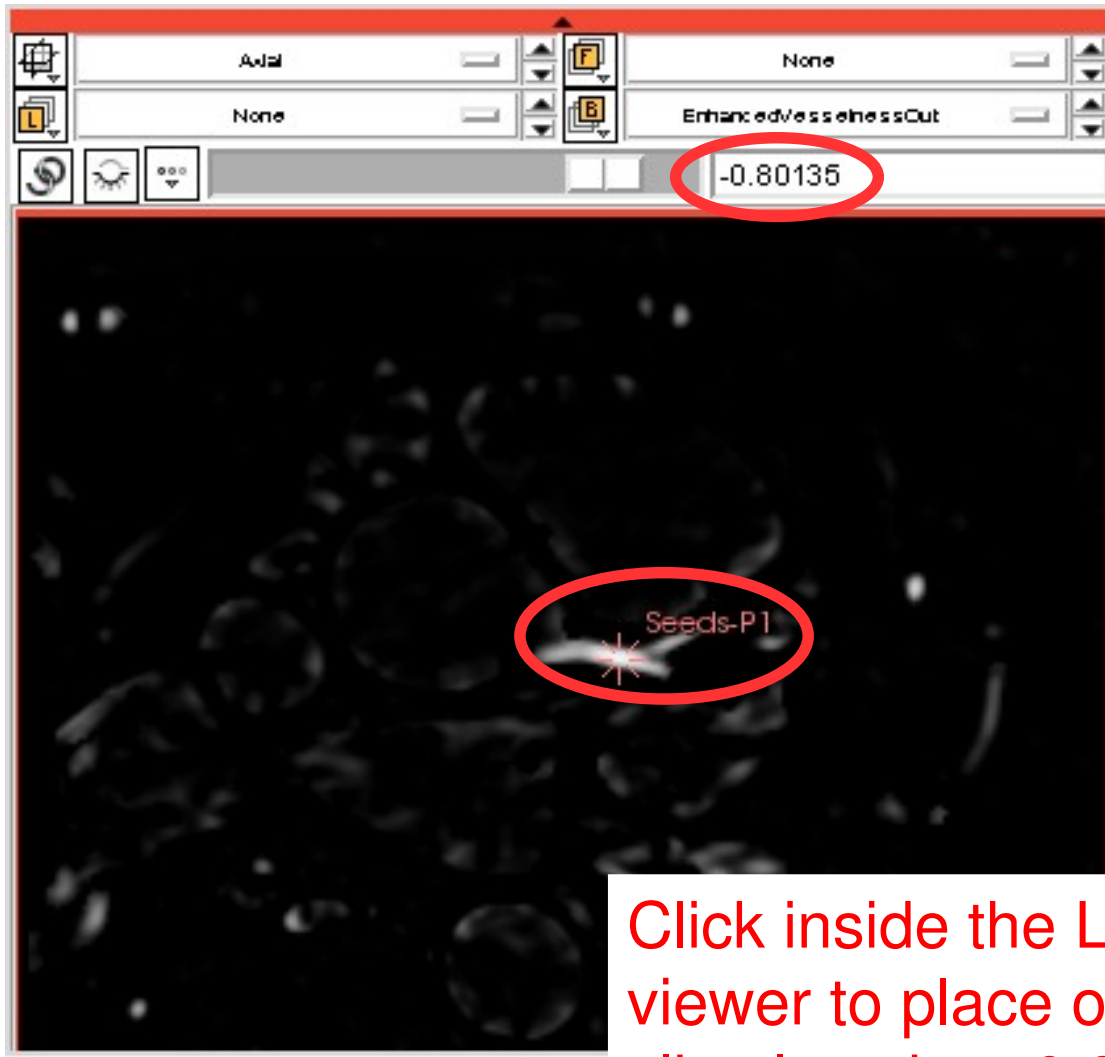 Axial
None
L
F
None
B
EnhancedVesselnessOut
-0.80135
Seeds-P1
Click inside the L
viewer to place o